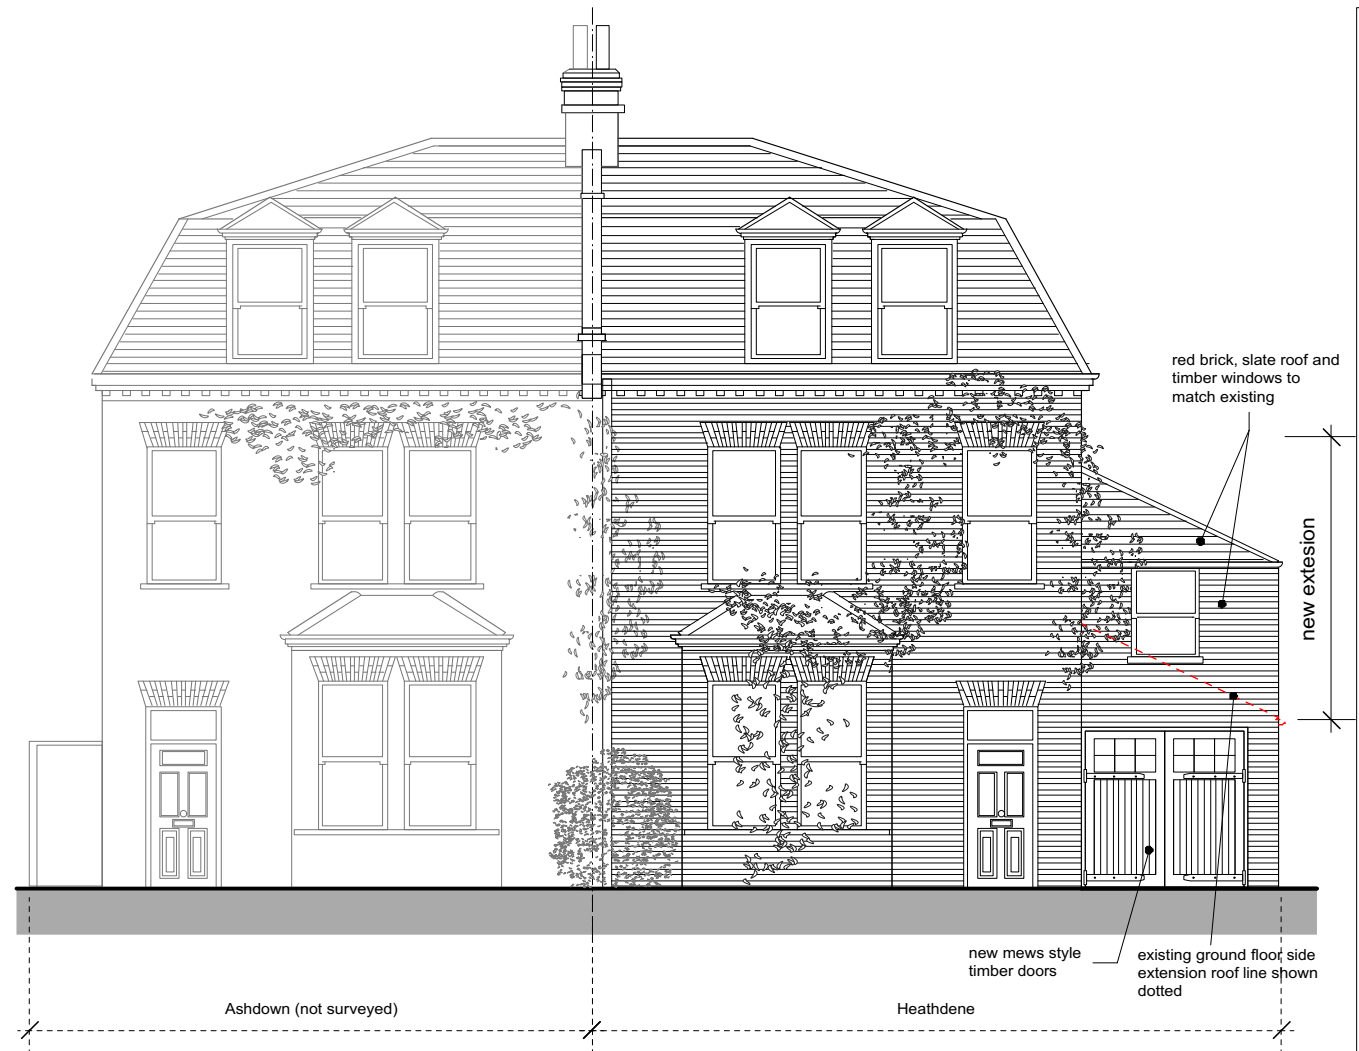 red brick, slate roof and
timber windows to
match existing
new extesion
new mews style
timber doors
existing ground floor side
extension roof line shown
dotted
Ashdown (not surveyed)
Heathdene